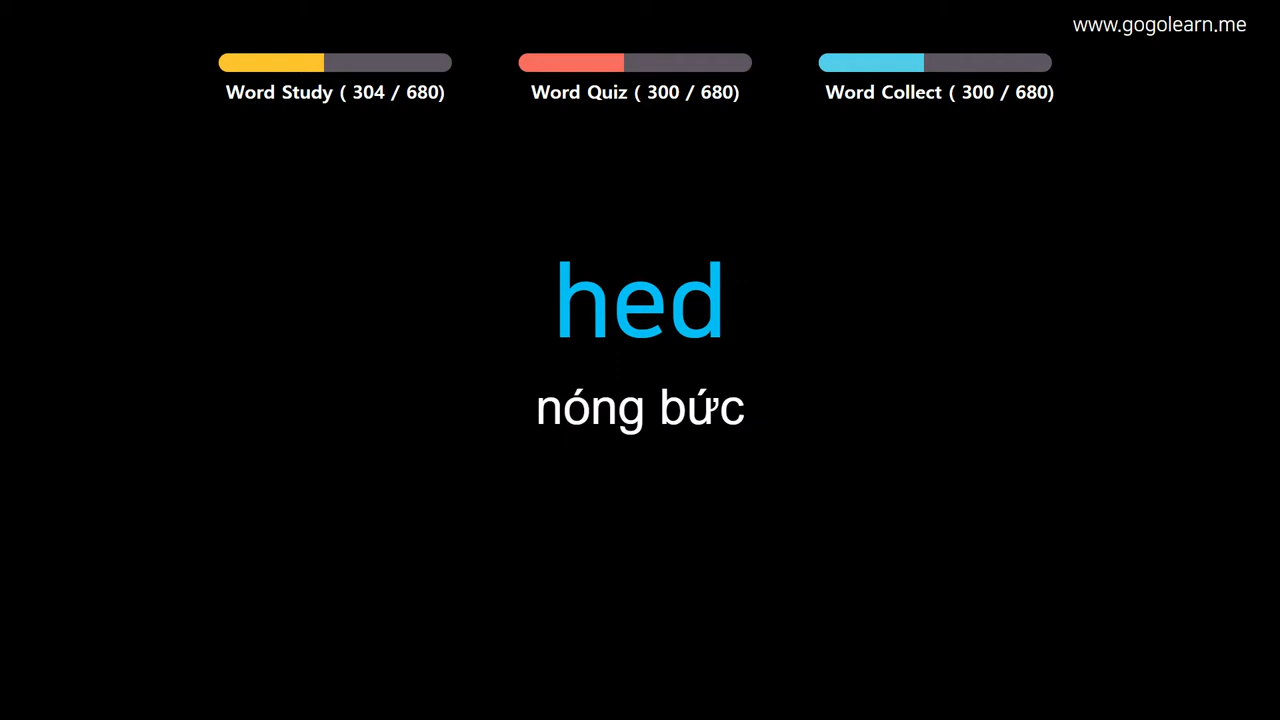 www.gogolearn.me
Word Study ( 304 / 680)
Word Quiz ( 300 / 680)
Word Collect ( 300 / 680)
hed
nóng bức